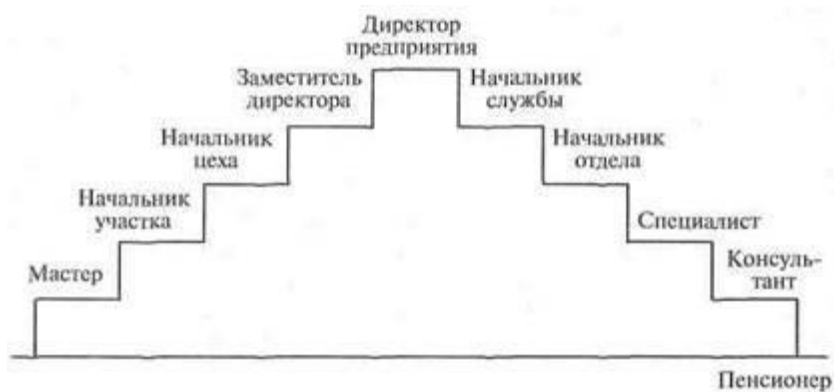 Директор
предприятия
Заместитель
директора
Начальник
службы
Начальник
цеха
Начальник
отдела
Начальник
участка
Специалист
Мастер
Консуль-
тант
Пенсионер